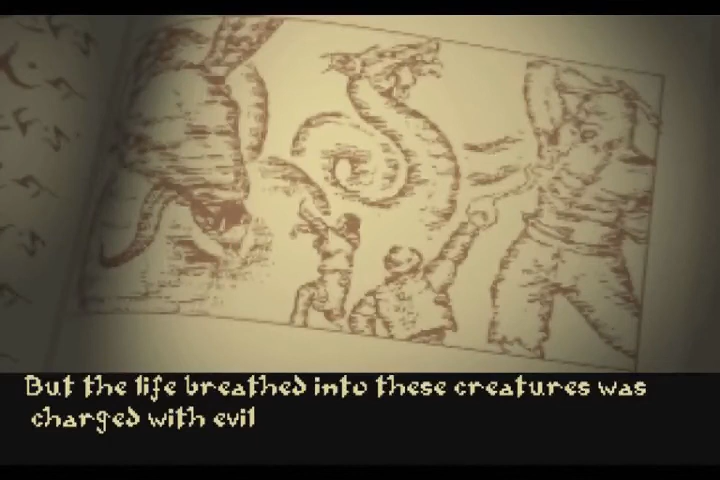 But the life breathed into these creatures was
charged with evil